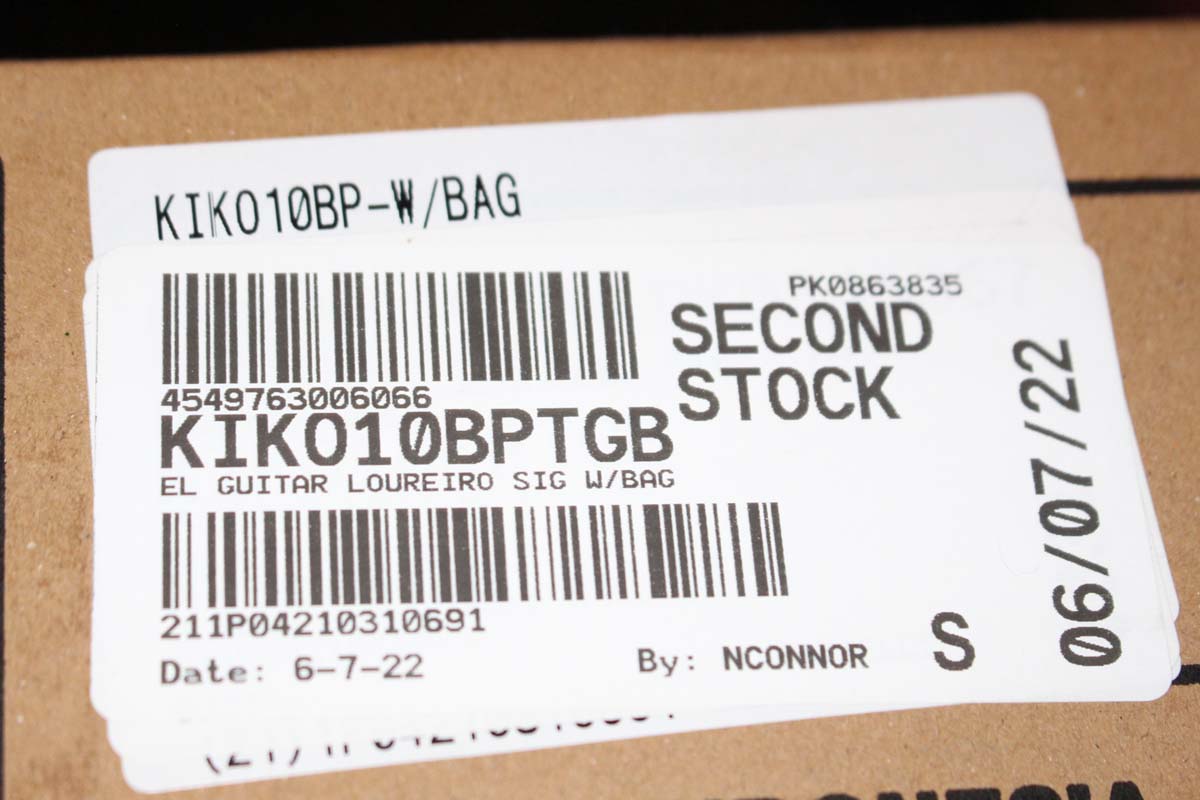 KIKO10BP-W/BAG
PK0863835
SECOND
STOCK
4549763006066
KIKO10BPTGB
EL GUITAR LOUREIRO SIG W/BAG
211P04210310691
Date: 6-7-22
By: NCONNOR
S
06/07/22